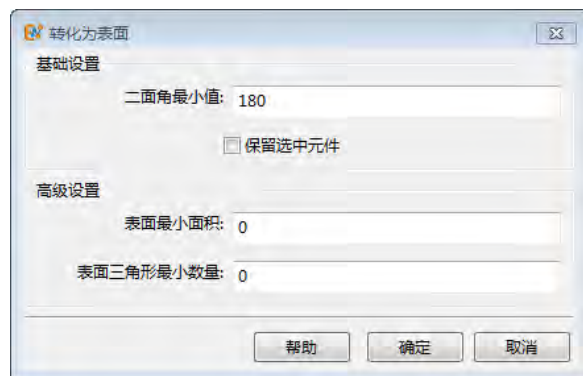 转化为表面
基础设置
二面角最小值: 180
保留选中元件
高级设置
表面最小面积: 0
表面三角形最小数量: 0
帮助 确定 取消